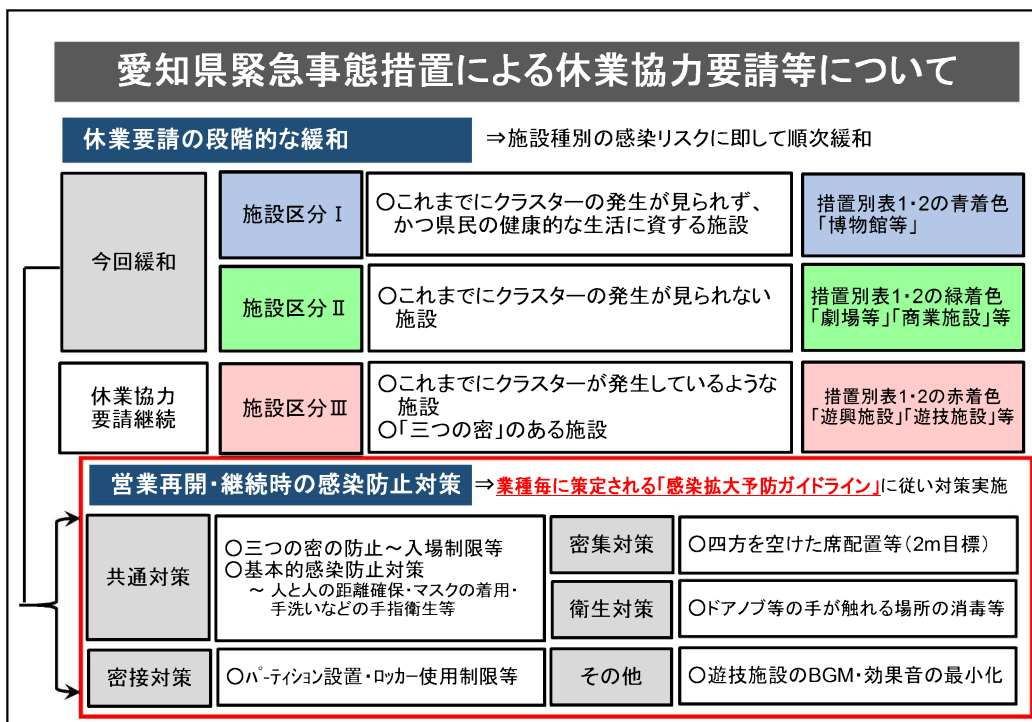 愛知県緊急事態措置による休業協力要請等について
休業要請の段階的な緩和
⇒施設種別の感染リスクに即して順次緩和
今回緩和
施設区分Ⅰ
○これまでにクラスターの発生が見られず、
かつ県民の健康的な生活に資する施設
措置別表1・2の青着色
「博物館等」
施設区分Ⅱ
○これまでにクラスターの発生が見られない
施設
措置別表1・2の緑着色
「劇場等」「商業施設」等
休業協力
要請継続
施設区分Ⅲ
○これまでにクラスターが発生しているような
施設
○「三つの密」のある施設
措置別表1・2の赤着色
「遊興施設」「遊技施設」等
営業再開・継続時の感染防止対策
⇒業種毎に策定される「感染拡大予防ガイドライン」に従い対策実施
共通対策
○三つの密の防止～入場制限等
○基本的感染防止対策
～ 人と人の距離確保・マスクの着用・
手洗いなどの手指衛生等
密集対策
○四方を空けた席配置等(2m目標)
衛生対策
○ドアノブ等の手が触れる場所の消毒等
密接対策
○パーティション設置・ロッカー使用制限等
その他
○遊技施設のBGM・効果音の最小化